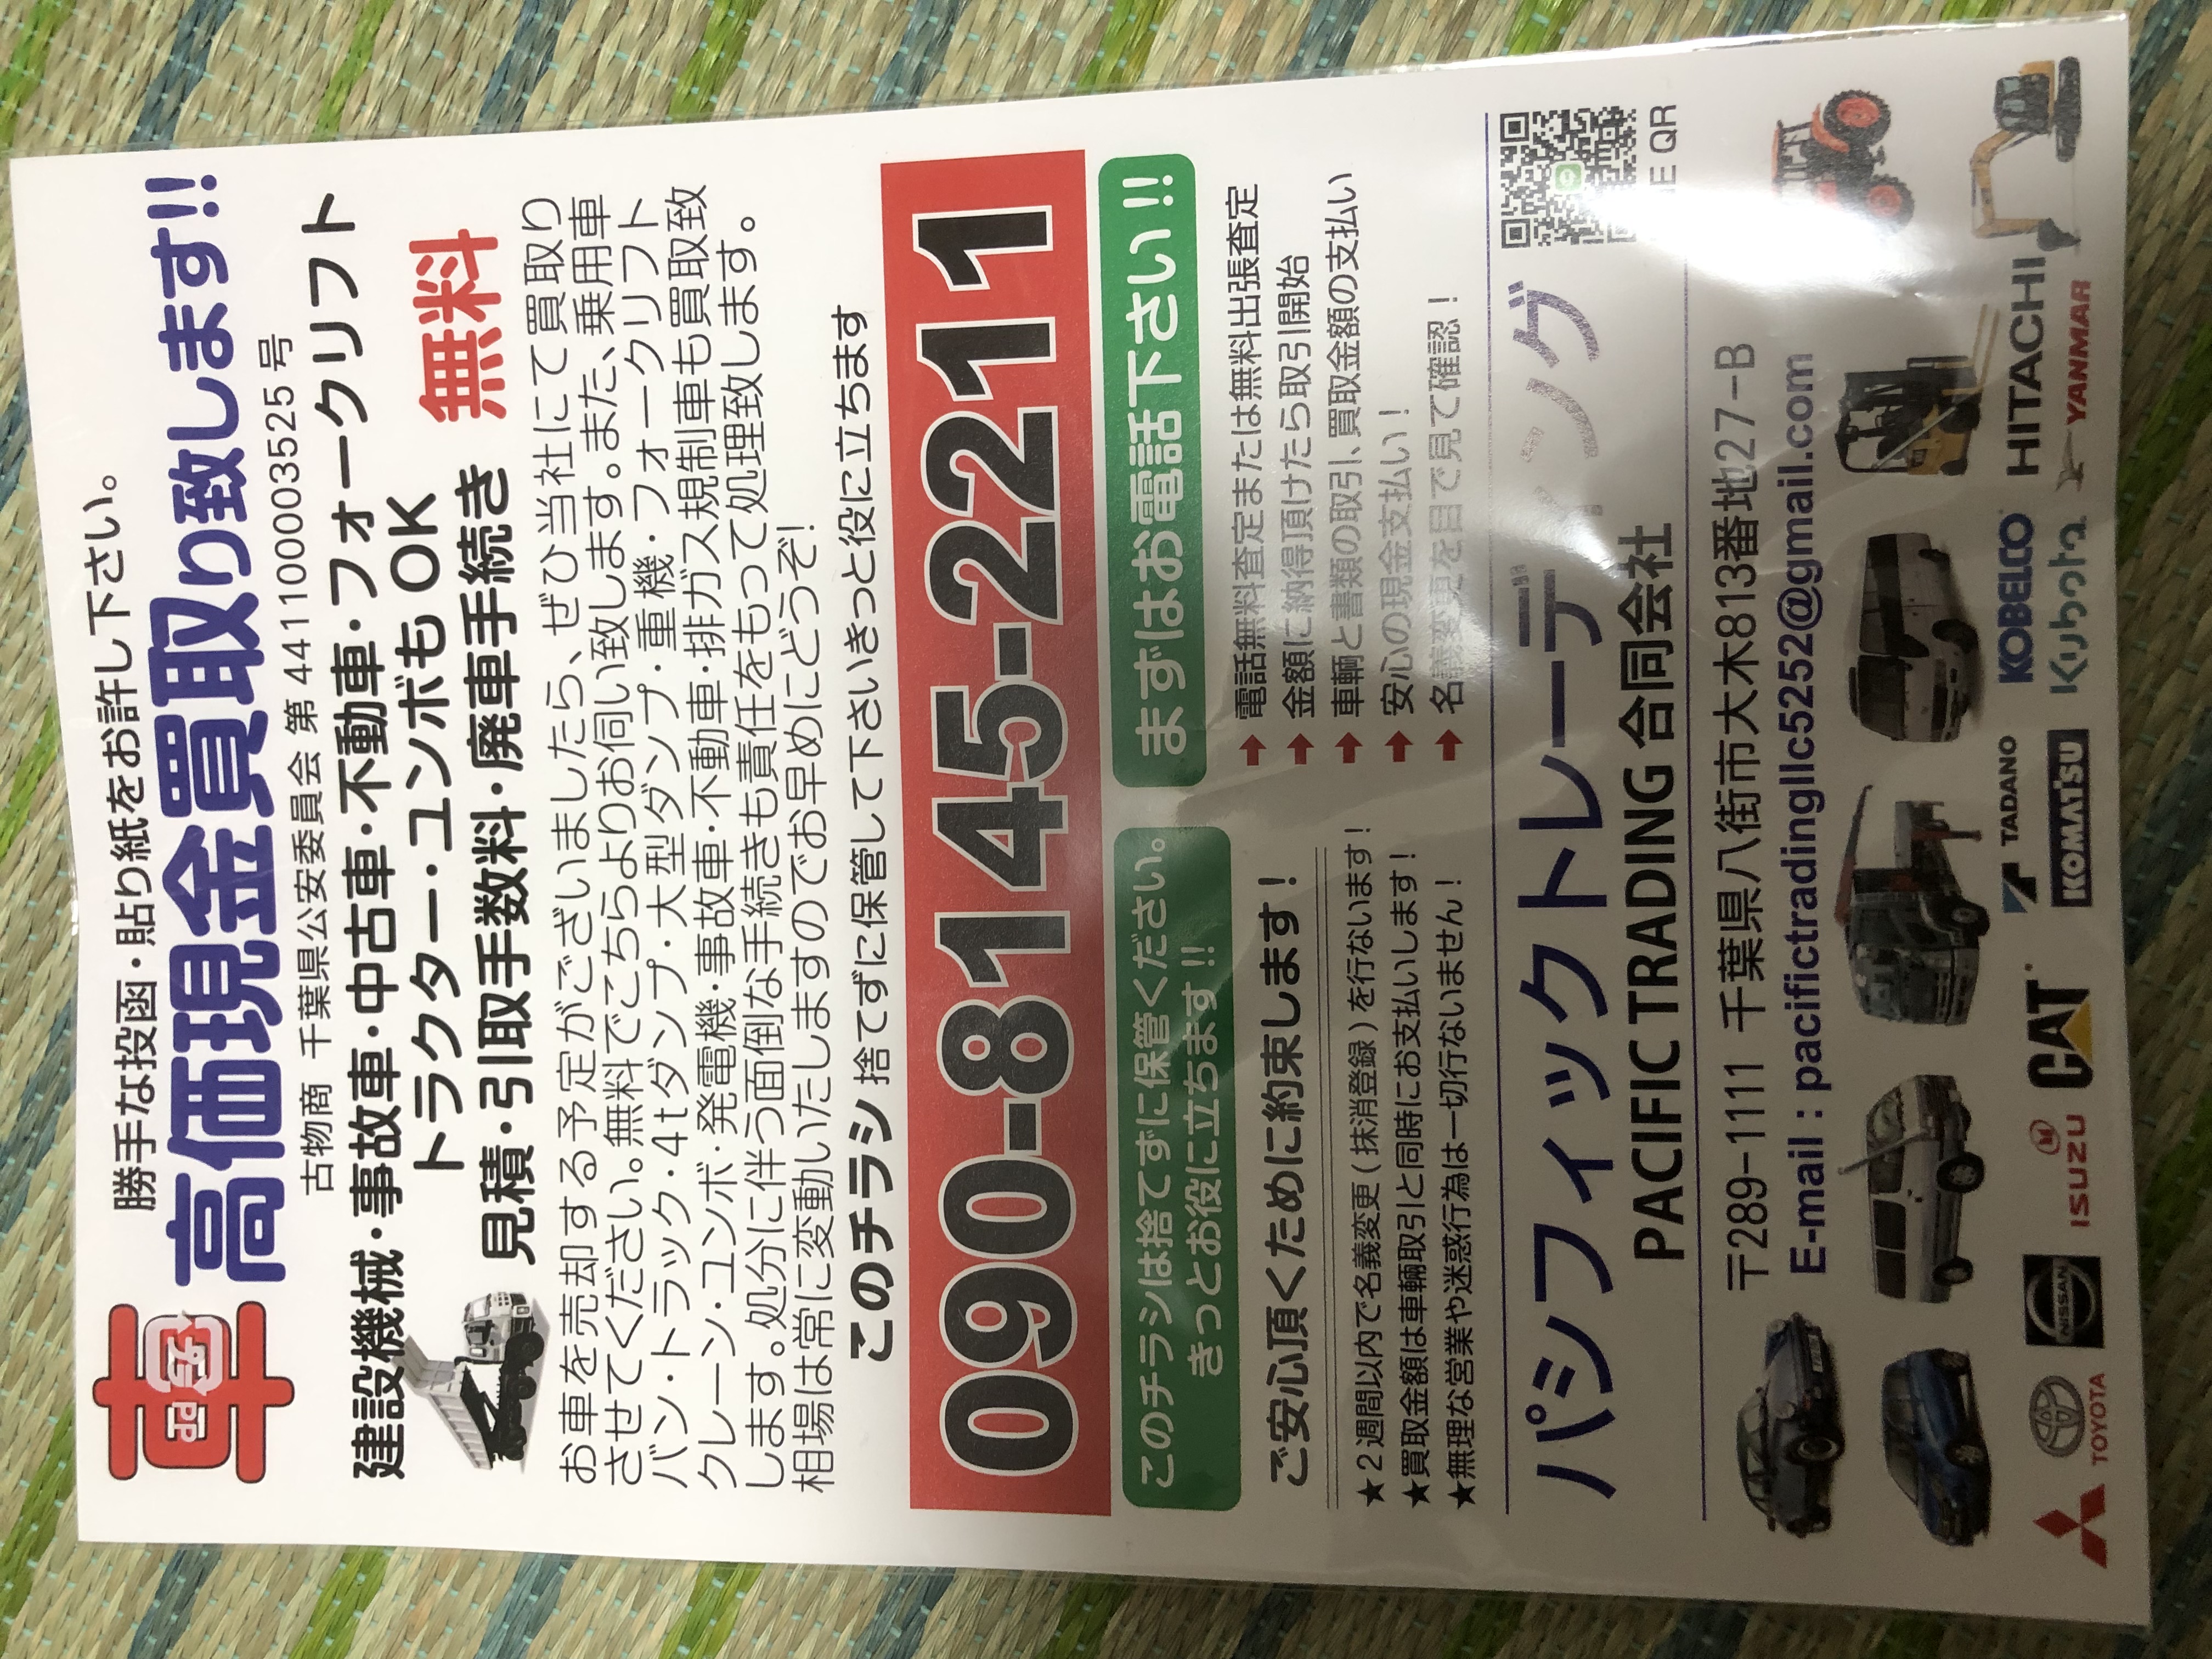 勝手な投函・貼り紙をお許し下さい。
車
プラ
PP
高価現金買取り致します!!
古物商 千葉県公安委員会 第 441100003525 号
建設機械・事故車・中古車・不動車・フォークリフト
トラクター・ユンボも OK
見積・引取手数料・廃車手続き 無料
お車を売却する予定がございましたら、ぜひ当社にて買取り
させてください。無料でこちらよりお伺い致します。また、乗用車
バン・トラック・4tダンプ・大型ダンプ・重機・フォークリフト
クレーン・ユンボ・発電機・事故車・不動車・排ガス規制車も買取致
します。処分に伴う面倒な手続きも責任をもって処理致します。
相場は常に変動いたしますのでお早めにどうぞ!
このチラシ 捨てずに保管して下さいきっと役に立ちます
090-8145-2211
このチラシは捨てずに保管ください。
きっとお役に立ちます !!
まずはお電話下さい !!
ご安心頂くために約束します！
★2週間以内で名義変更（抹消登録）を行ないます！
★買取金額は車輛取引と同時にお支払いします！
★無理な営業や迷惑行為は一切行ないません！
➡ 電話無料査定または無料出張査定
➡ 金額に納得頂けたら取引開始
➡ 車輌と書類の取引、買取金額の支払い
➡ 安心の現金支払い！
➡ 名義変更を目で見て確認！
パシフィックトレーディング
PACIFIC TRADING 合同会社
E QR
〒289-1111 千葉県八街市大木813番地27-B
E-mail : pacifictradingllc5252@gmail.com
TOYOTA
NISSAN
ISUZU
CAT
TADANO
KOMATSU
KOBELCO
Kubota
HITACHI
YANMAR